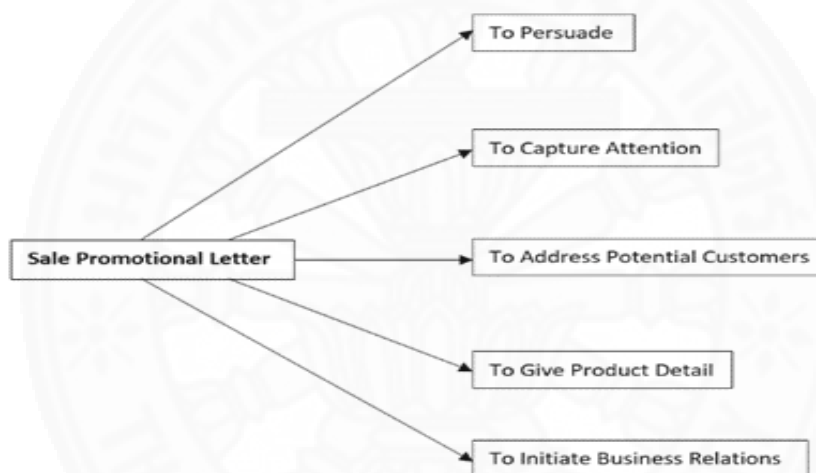 To Persuade
To Capture Attention
Sale Promotional Letter
To Address Potential Customers
To Give Product Detail
To Initiate Business Relations